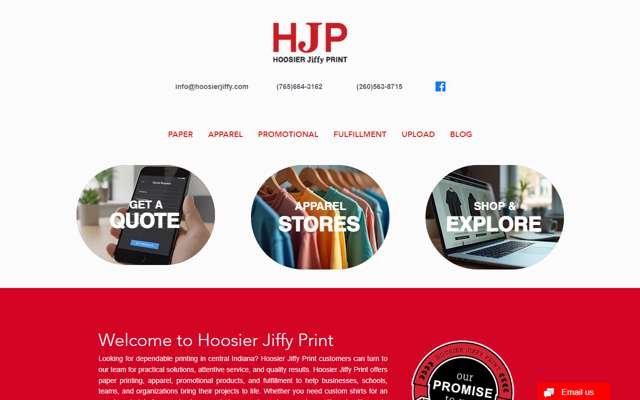 HJP
HOOSIER Jiffy PRINT
info@hoosierjiffy.com (765)664-3162 (260)563-8715
PAPER APPAREL PROMOTIONAL FULFILLMENT UPLOAD BLOG
GET A
QUOTE
APPAREL
STORES
SHOP &
EXPLORE
Welcome to Hoosier Jiffy Print
Looking for dependable printing in central Indiana? Hoosier Jiffy Print customers can turn to
our team for practical solutions, attentive service, and quality results. Hoosier Jiffy Print offers
paper printing, apparel, promotional products, and fulfillment to help businesses, schools,
teams, and organizations bring their projects to life. Whether you need custom shirts for an
HOOSIER JIFFY PRINT
our
PROMISE
Email us